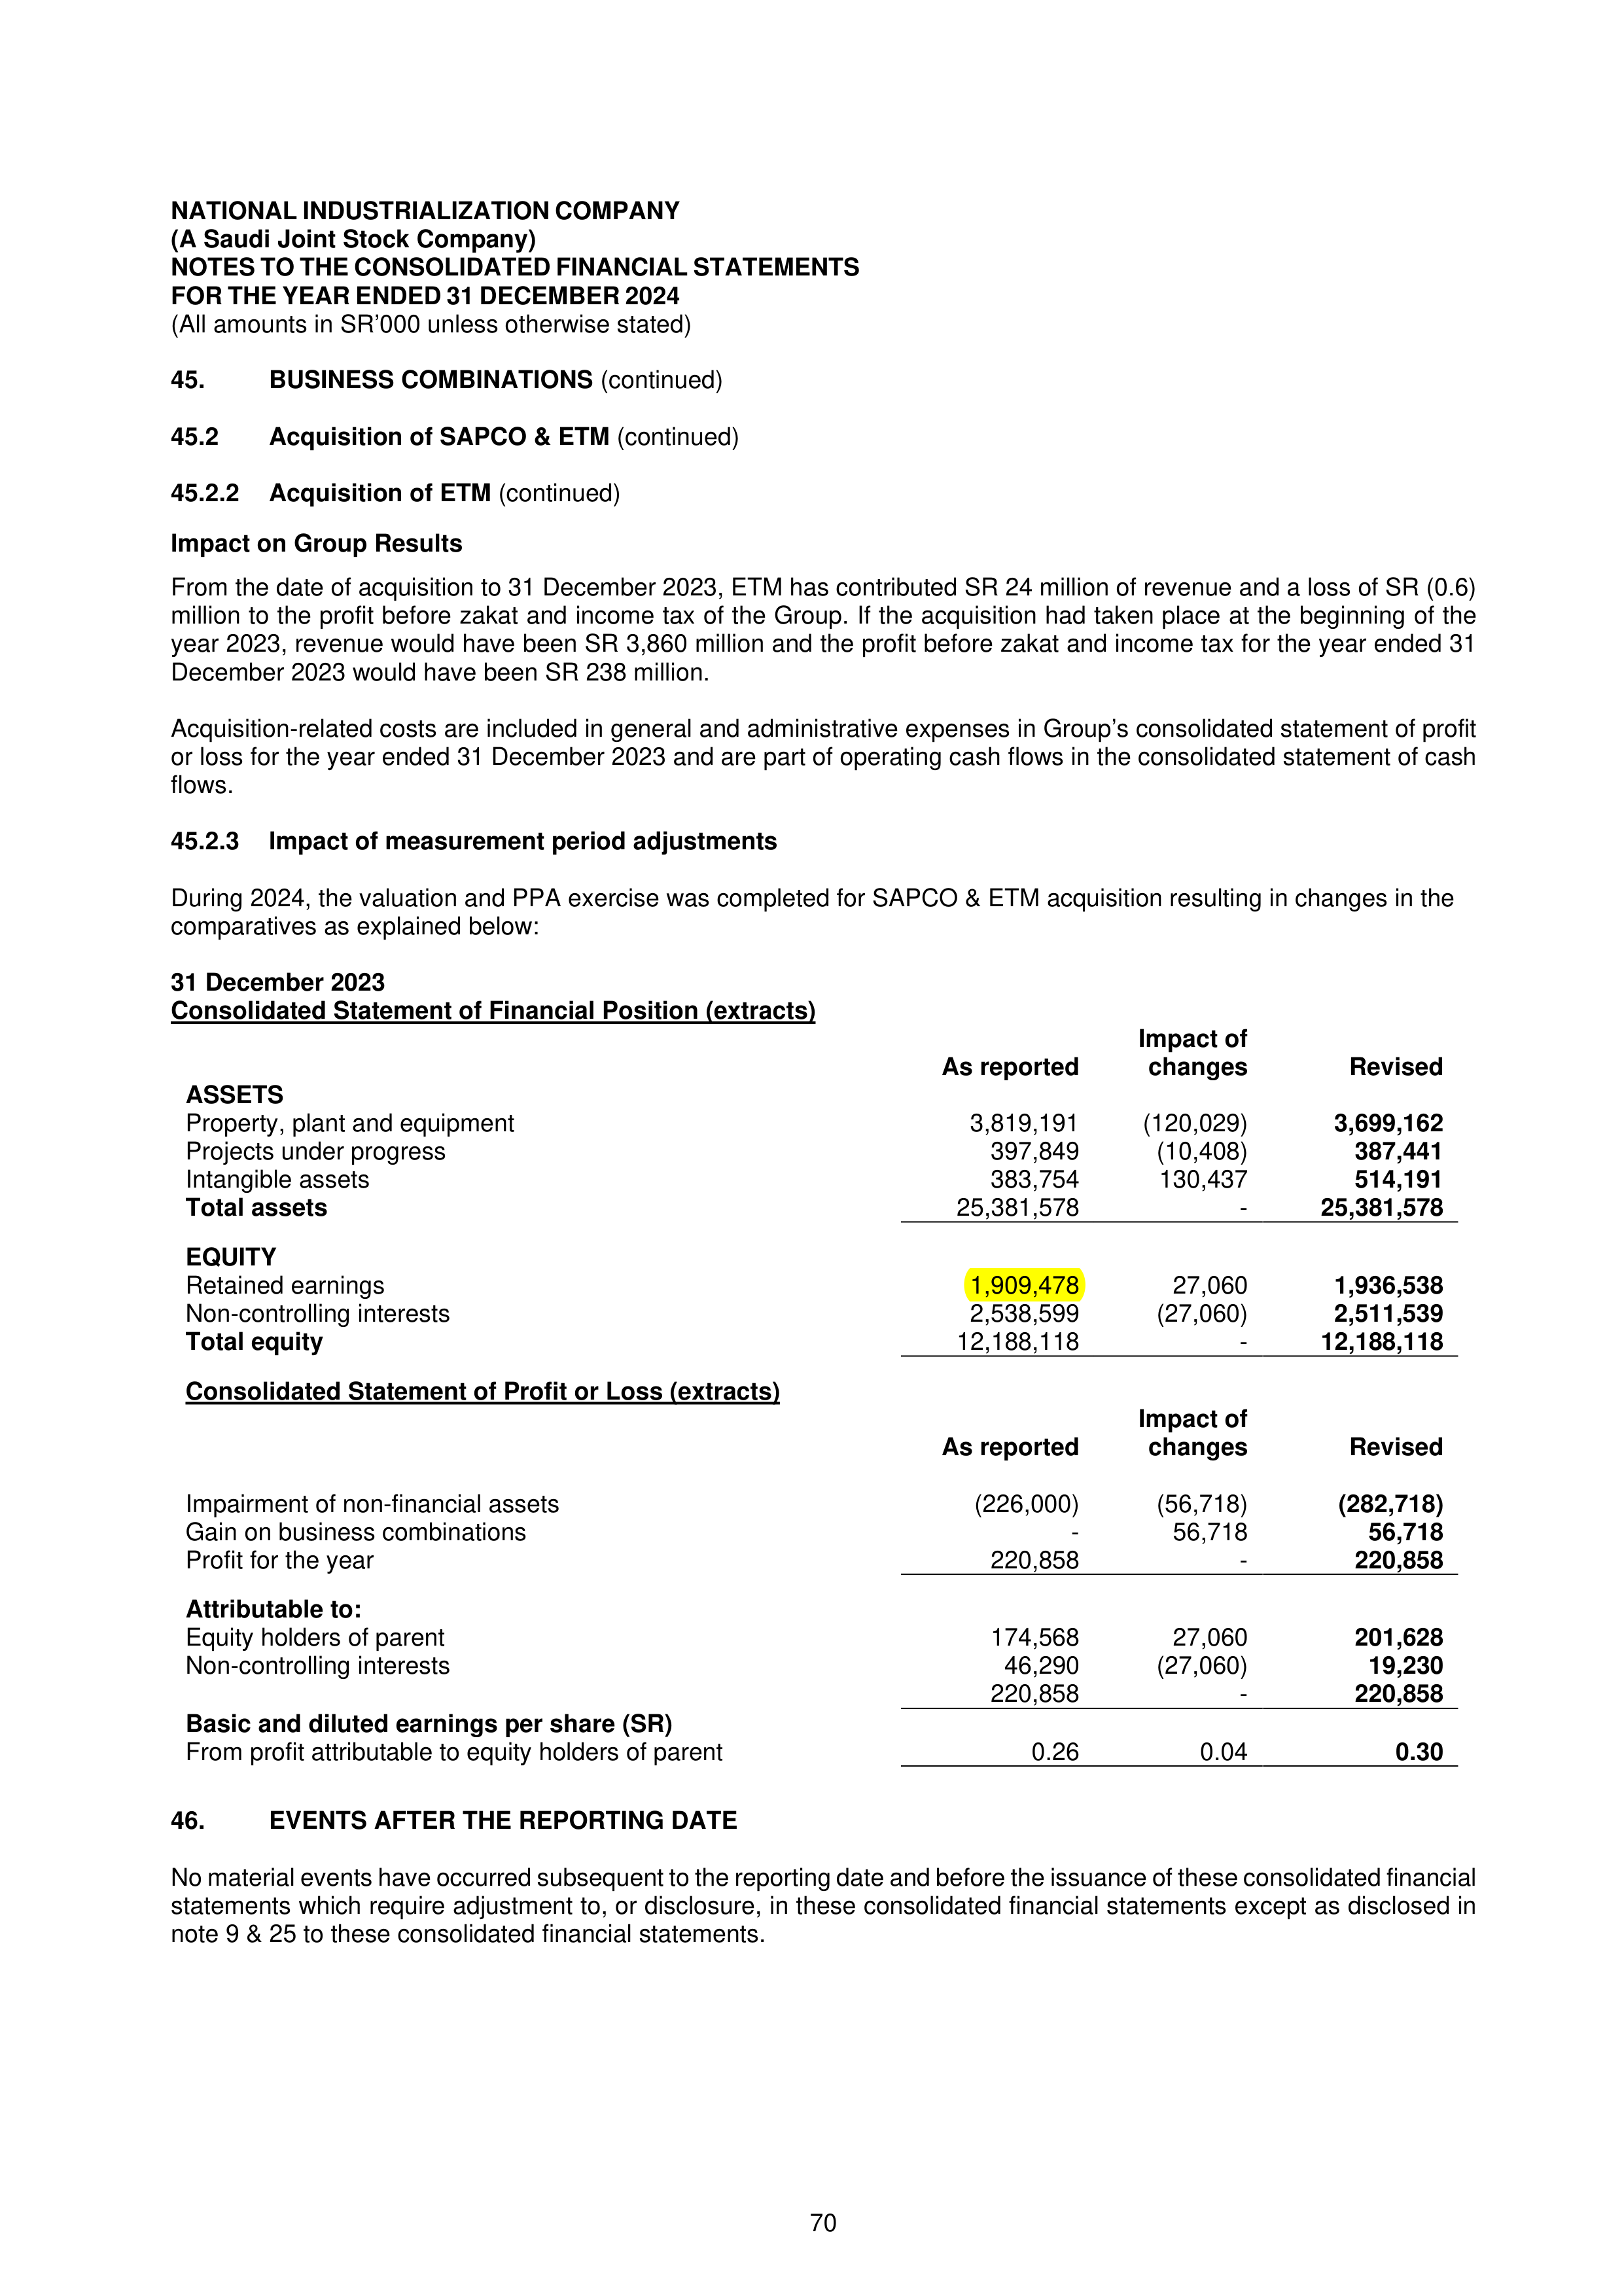 NATIONAL INDUSTRIALIZATION COMPANY
(A Saudi Joint Stock Company)
NOTES TO THE CONSOLIDATED FINANCIAL STATEMENTS
FOR THE YEAR ENDED 31 DECEMBER 2024
(All amounts in SR’000 unless otherwise stated)
45. BUSINESS COMBINATIONS (continued)
45.2 Acquisition of SAPCO & ETM (continued)
45.2.2 Acquisition of ETM (continued)
Impact on Group Results
From the date of acquisition to 31 December 2023, ETM has contributed SR 24 million of revenue and a loss of SR (0.6)
million to the profit before zakat and income tax of the Group. If the acquisition had taken place at the beginning of the
year 2023, revenue would have been SR 3,860 million and the profit before zakat and income tax for the year ended 31
December 2023 would have been SR 238 million.
Acquisition-related costs are included in general and administrative expenses in Group’s consolidated statement of profit
or loss for the year ended 31 December 2023 and are part of operating cash flows in the consolidated statement of cash
flows.
45.2.3 Impact of measurement period adjustments
During 2024, the valuation and PPA exercise was completed for SAPCO & ETM acquisition resulting in changes in the
comparatives as explained below:
31 December 2023
Consolidated Statement of Financial Position (extracts)
Impact of
As reported changes Revised
ASSETS
Property, plant and equipment 3,819,191 (120,029) 3,699,162
Projects under progress 397,849 (10,408) 387,441
Intangible assets 383,754 130,437 514,191
Total assets 25,381,578 - 25,381,578
EQUITY
Retained earnings 1,909,478 27,060 1,936,538
Non-controlling interests 2,538,599 (27,060) 2,511,539
Total equity 12,188,118 - 12,188,118
Consolidated Statement of Profit or Loss (extracts)
Impact of
As reported changes Revised
Impairment of non-financial assets (226,000) (56,718) (282,718)
Gain on business combinations - 56,718 56,718
Profit for the year 220,858 - 220,858
Attributable to:
Equity holders of parent 174,568 27,060 201,628
Non-controlling interests 46,290 (27,060) 19,230
220,858 - 220,858
Basic and diluted earnings per share (SR)
From profit attributable to equity holders of parent 0.26 0.04 0.30
46. EVENTS AFTER THE REPORTING DATE
No material events have occurred subsequent to the reporting date and before the issuance of these consolidated financial
statements which require adjustment to, or disclosure, in these consolidated financial statements except as disclosed in
note 9 & 25 to these consolidated financial statements.
70